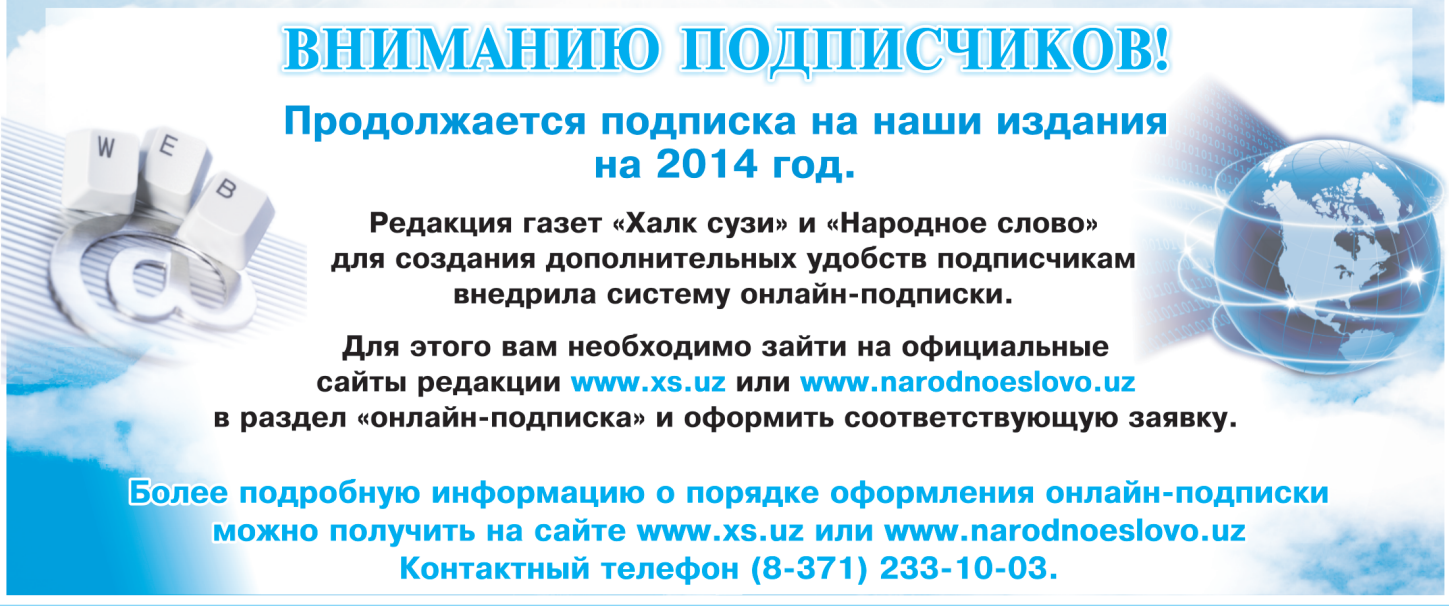 ВНИМАНИЮ ПОДПИСЧИКОВ!
Продолжается подписка на наши издания
на 2014 год.
W E B
Редакция газет «Халк сузи» и «Народное слово»
для создания дополнительных удобств подписчикам
внедрила систему онлайн-подписки.
Для этого вам необходимо зайти на официальные
сайты редакции www.xs.uz или www.narodnoeslovo.uz
в раздел «онлайн-подписка» и оформить соответствующую заявку.
Более подробную информацию о порядке оформления онлайн-подписки
можно получить на сайте www.xs.uz или www.narodnoeslovo.uz
Контактный телефон (8-371) 233-10-03.